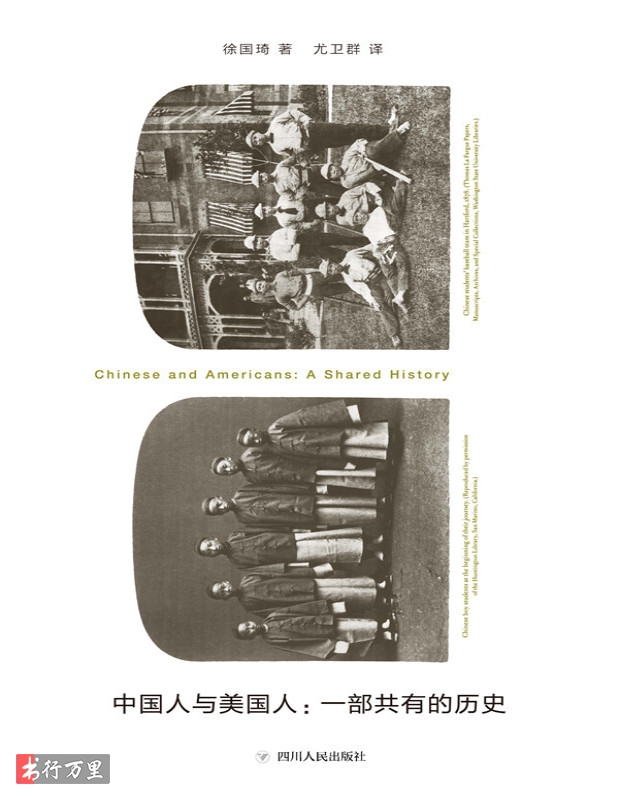 徐国琦 著 尤卫群 译
Chinese students' baseball team in Hartford, 1878. (Thomas La Fargue Papers,
Manuscripts, Archives, and Special Collections, Washington State University Libraries.)
Chinese and Americans: A Shared History
Chinese boy students at the beginning of their journey. (Reproduced by permission
of the Huntington Library, San Marino, California.)
中国人与美国人：一部共有的历史
四川人民出版社
书行万里